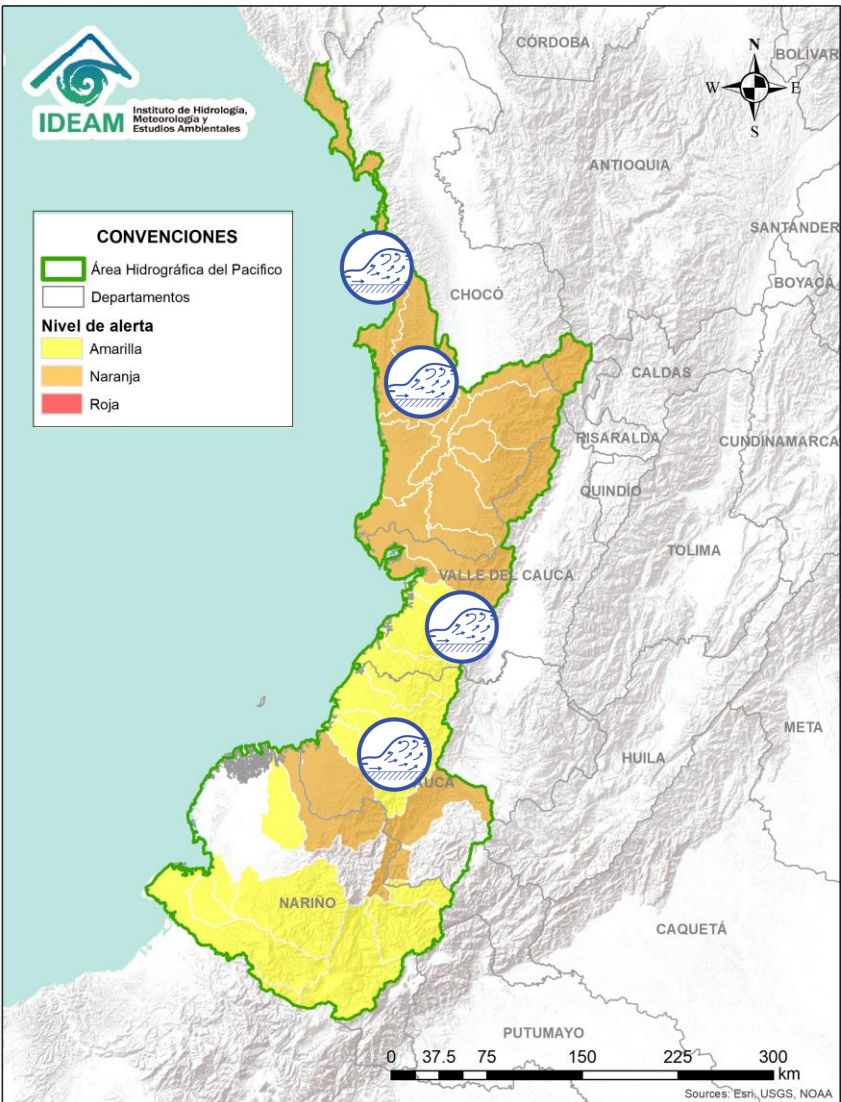 IDEAM
Instituto de Hidrología,
Meteorología y
Estudios Ambientales
N
W
E
S
CÓRDOBA
BOLÍVAR
ANTIOQUIA
SANTANDER
BOYACÁ
CONVENCIONES
Área Hidrográfica del Pacifico
Departamentos
Nivel de alerta
Amarilla
Naranja
Roja
CHOCÓ
CALDAS
RISARALDA
CUNDINAMARCA
QUINDÍO
TOLIMA
VALLE DEL CAUCA
META
HUILA
AUCA
NARIÑO
CAQUETÁ
PUTUMAYO
0 37.5 75 150 225 300
km
Sources: Esri, USGS, NOAA